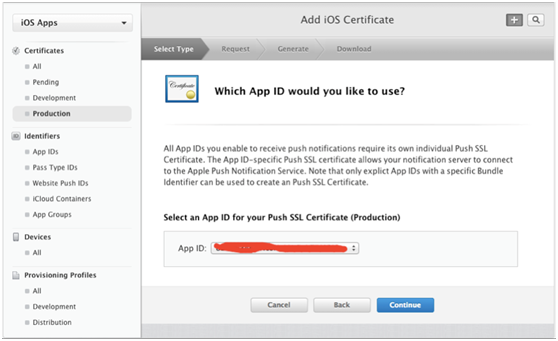 iOS Apps
Add iOS Certificate
Certificates
All
Pending
Development
Production
Identifiers
App IDs
Pass Type IDs
Website Push IDs
iCloud Containers
App Groups
Devices
All
Provisioning Profiles
All
Development
Distribution
Select Type
Request
Generate
Download
Certificate
Which App ID would you like to use?
All App IDs you enable to receive push notifications require its own individual Push SSL
Certificate. The App ID-specific Push SSL certificate allows your notification server to connect
to the Apple Push Notification Service. Note that only explict App IDs with a specific Bundle
Identifier can be used to create an Push SSL Certificate.
Select an App ID for your Push SSL Certificate (Production)
App ID:
Cancel
Back
Continue